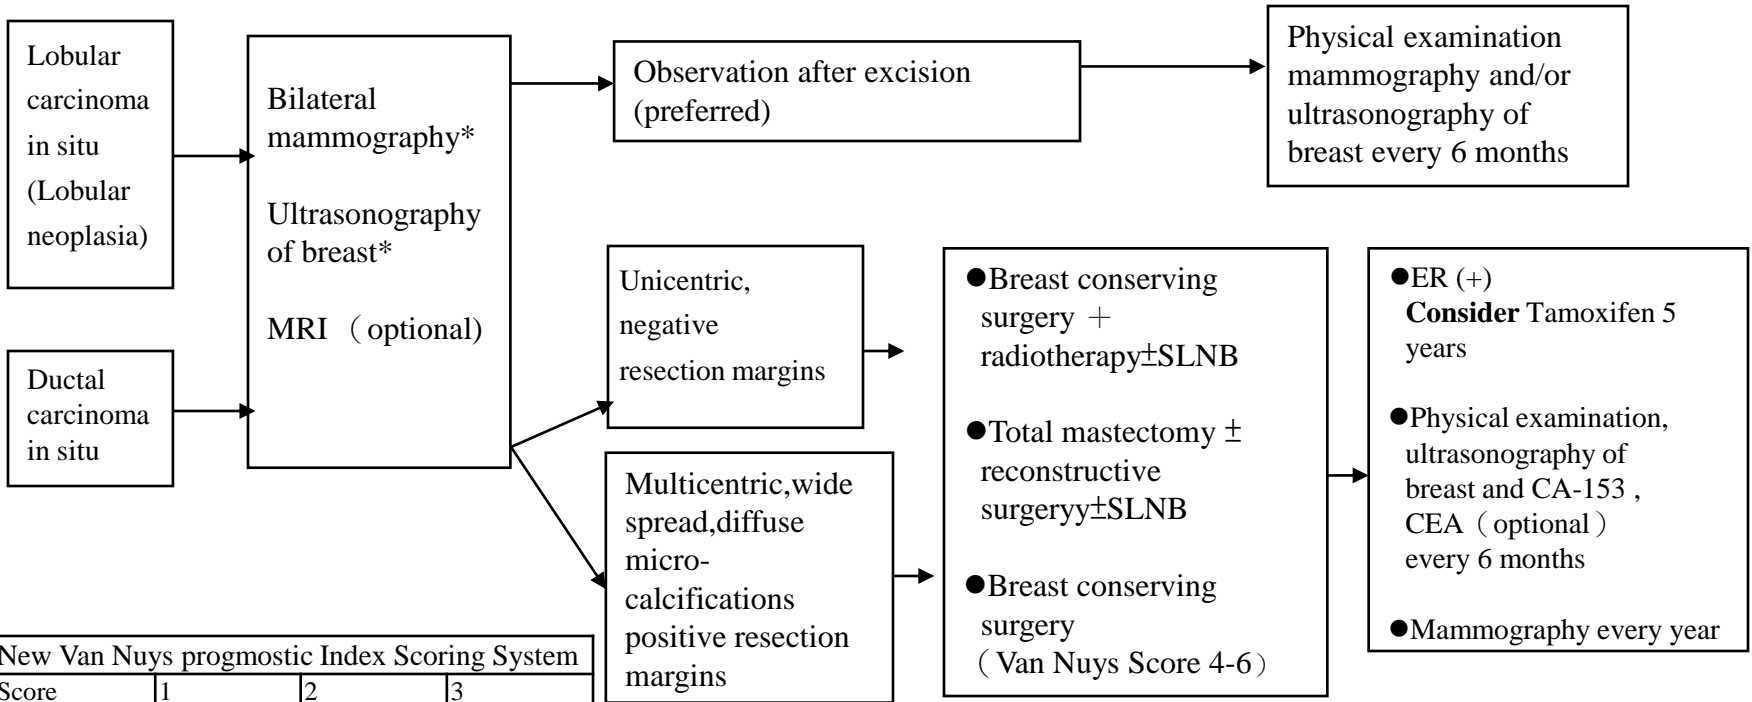 Lobular
carcinoma
in situ
(Lobular
neoplasia)
Ductal
carcinoma
in situ
Bilateral
mammography*
Ultrasonography
of breast*
MRI （optional)
Observation after excision
(preferred)
Physical examination
mammography and/or
ultrasonography of
breast every 6 months
Unicentric,
negative
resection margins
Multicentric,wide
spread,diffuse
micro-
calcifications
positive resection
margins
●Breast conserving
surgery ＋
radiotherapy±SLNB
●Total mastectomy ±
reconstructive
surgeryy±SLNB
●Breast conserving
surgery
（Van Nuys Score 4-6）
●ER (+)
Consider Tamoxifen 5
years
●Physical examination,
ultrasonography of
breast and CA-153 ,
CEA（optional）
every 6 months
●Mammography every year
New Van Nuys progmostic Index Scoring System
Score 1 2 3